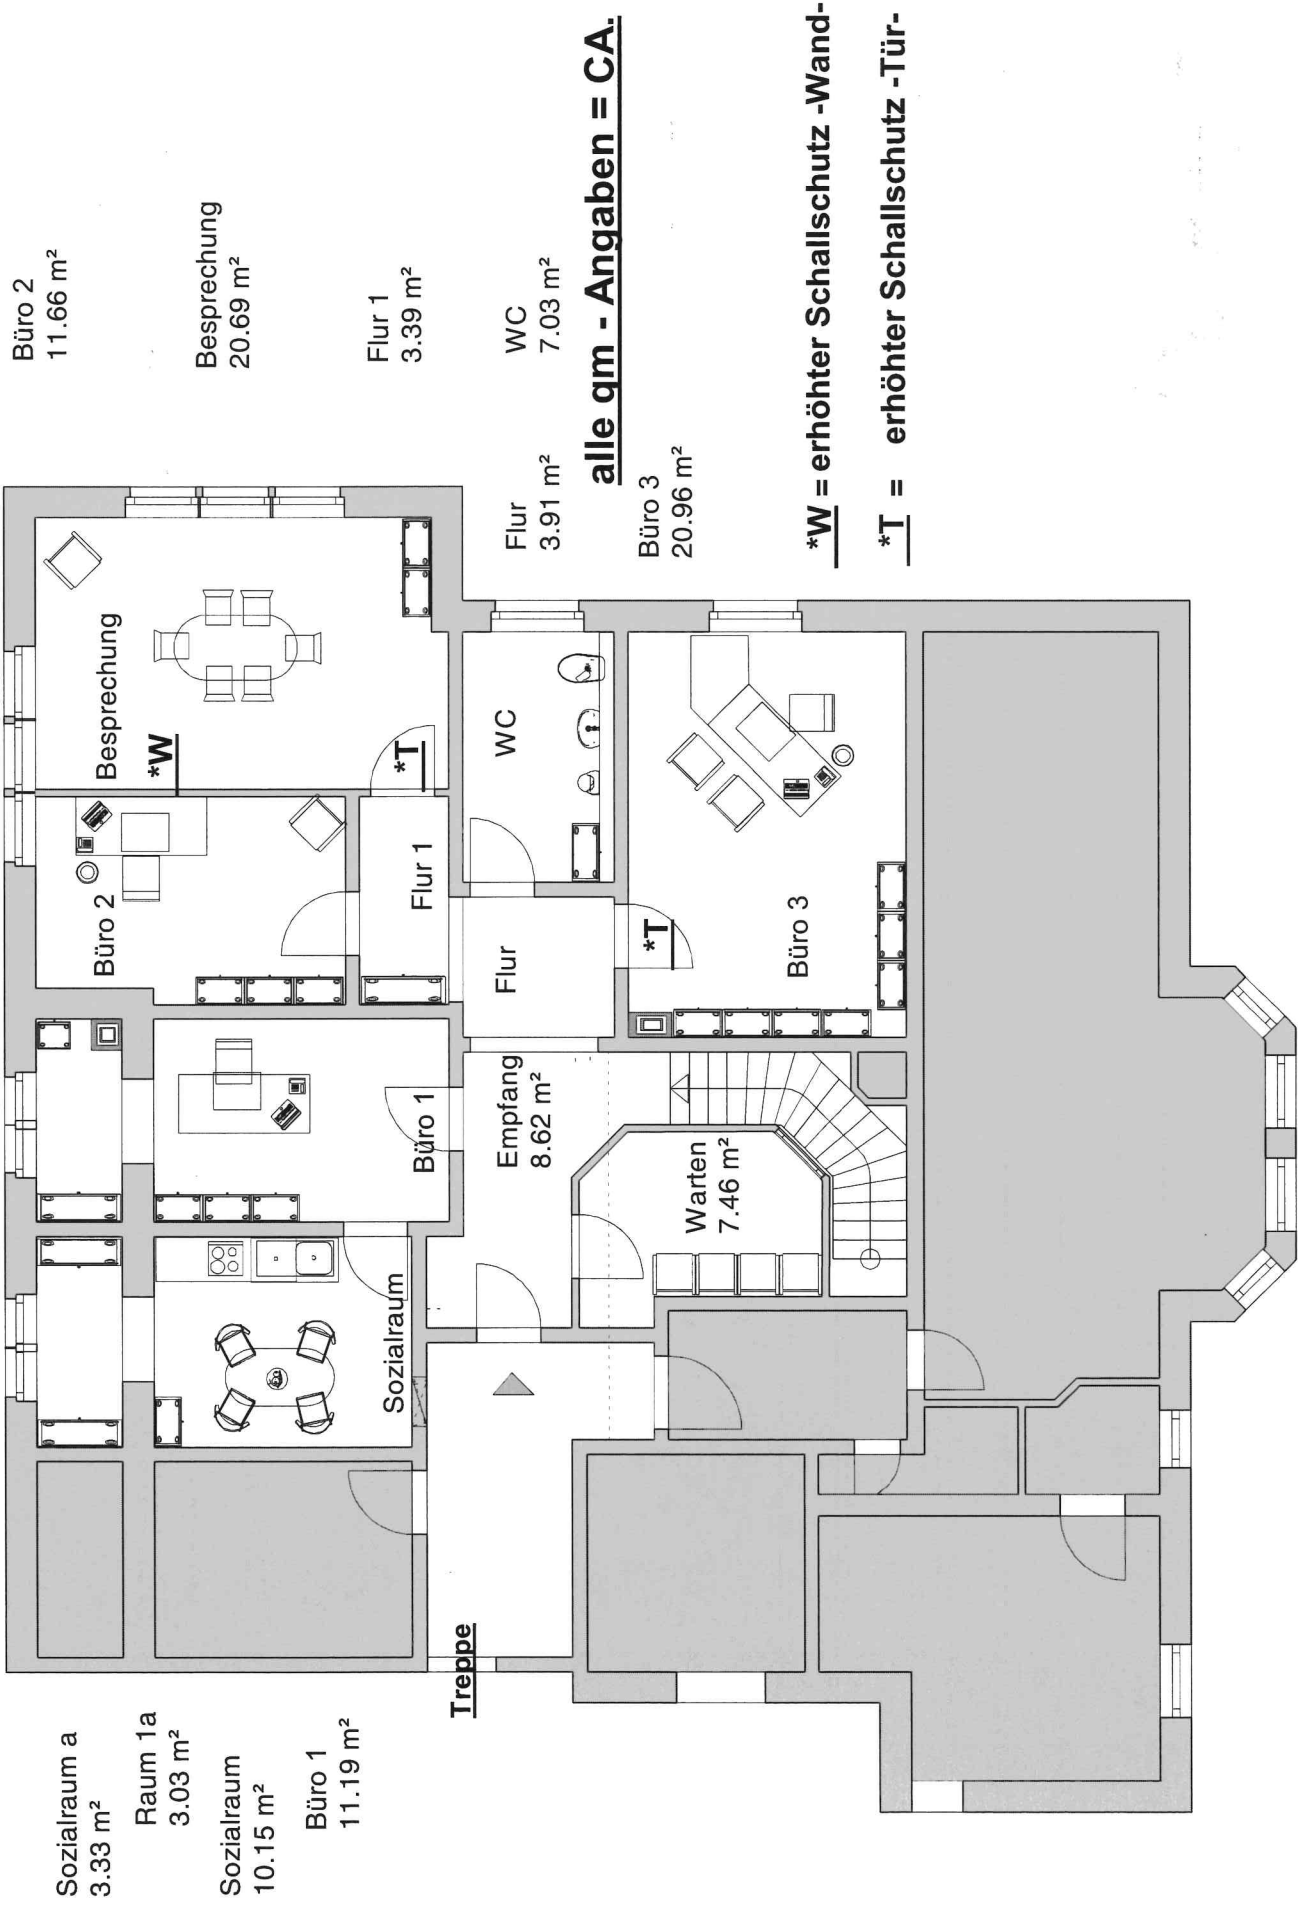 Büro 2
11.66 m²
Besprechung
20.69 m²
Flur 1
3.39 m²
WC
7.03 m²
Flur
3.91 m²
alle qm - Angaben = CA.
Büro 3
20.96 m²
*W = erhöhter Schallschutz -Wand-
*T = erhöhter Schallschutz -Tür-
Besprechung
*W
*T
Büro 2
Flur 1
WC
Flur
*T
Büro 3
Büro 1
Empfang
8.62 m²
Warten
7.46 m²
Sozialraum
Treppe
Sozialraum a
3.33 m²
Raum 1a
3.03 m²
Sozialraum
10.15 m²
Büro 1
11.19 m²